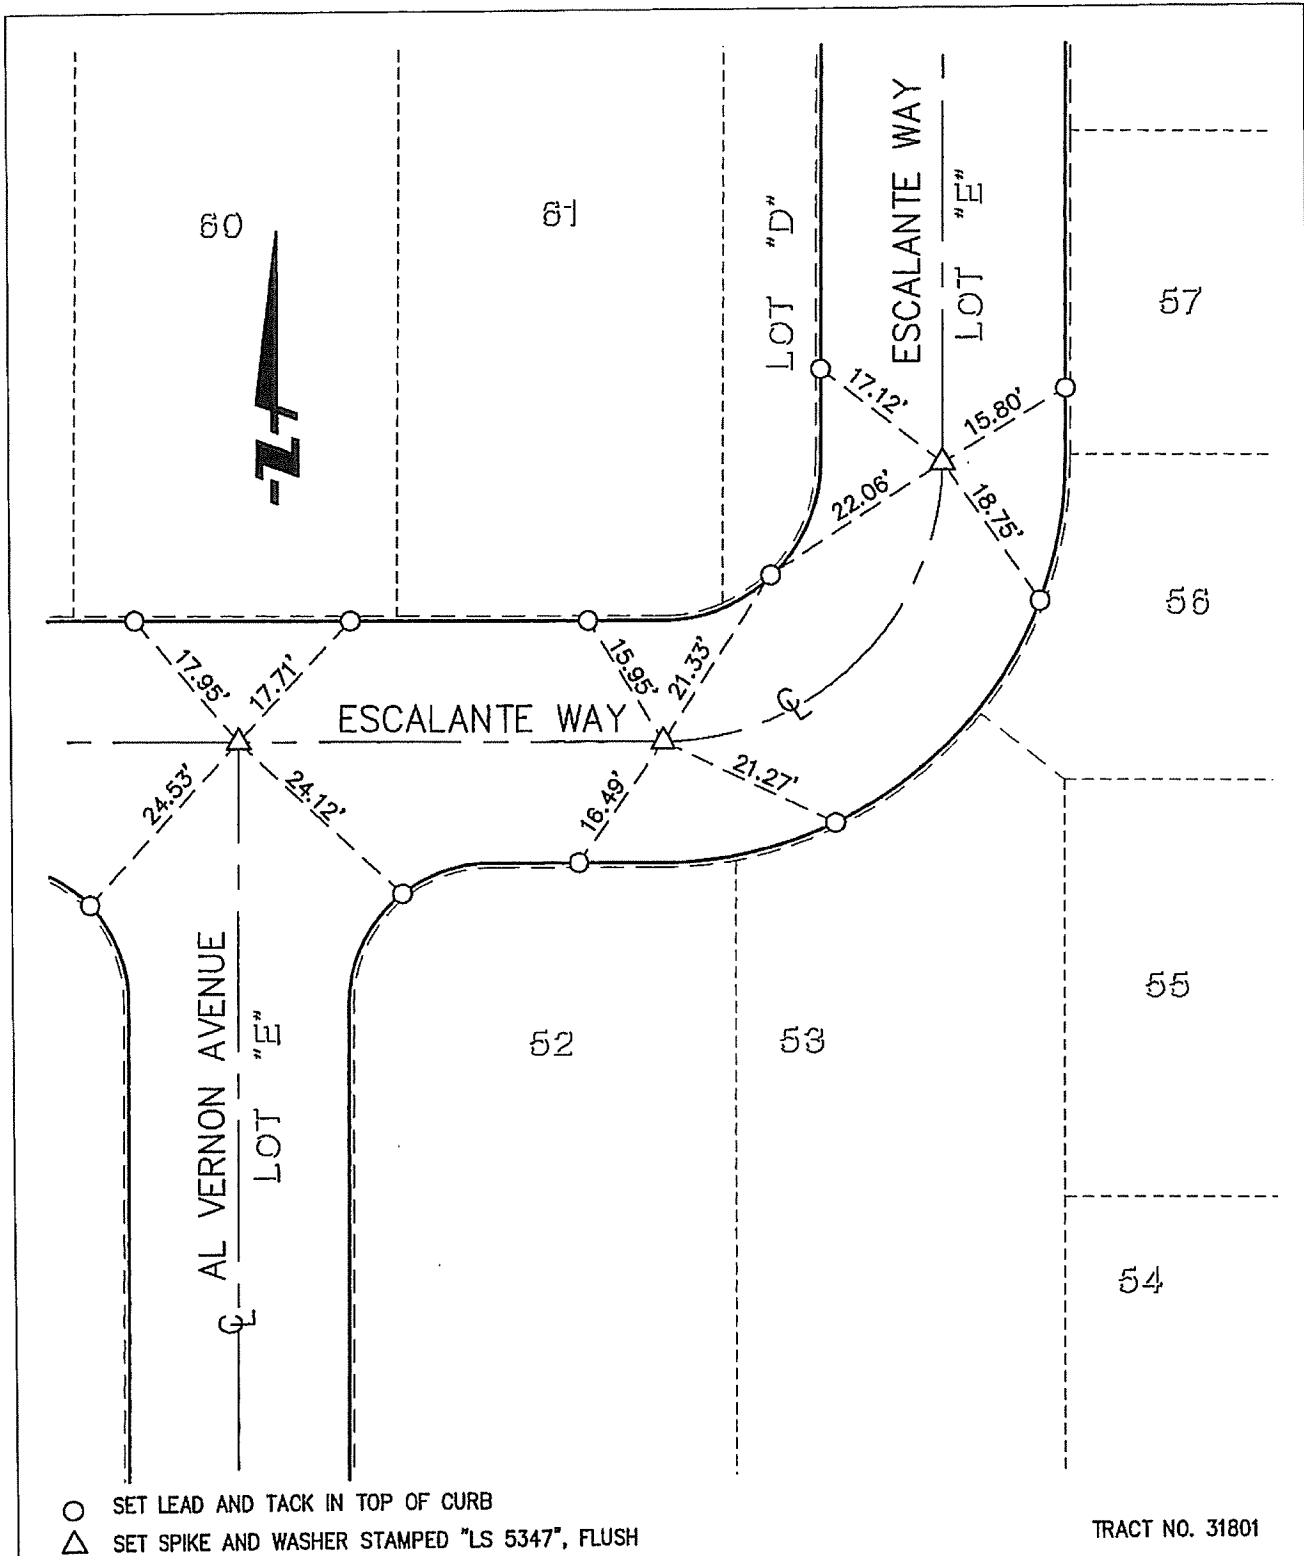 60
61
LOT "D"
ESCALANTE WAY
LOT "E"
57
N
17.12'
15.80'
22.06'
18.75'
56
17.95'
17.71'
15.95'
21.33'
ESCALANTE WAY
℄
24.53'
24.12'
16.49'
21.27'
AL VERNON AVENUE
LOT "E"
℄
52
53
55
54
SET LEAD AND TACK IN TOP OF CURB
SET SPIKE AND WASHER STAMPED "LS 5347", FLUSH
TRACT NO. 31801